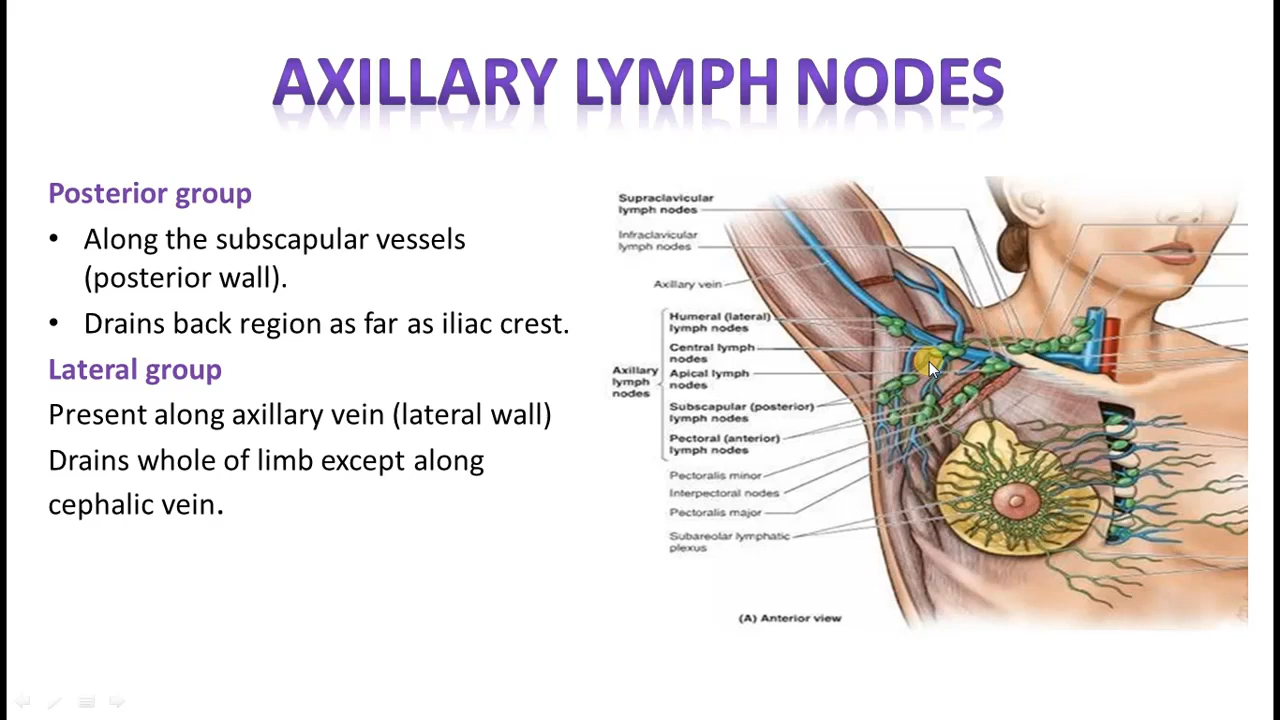 AXILLARY LYMPH NODES
Posterior group
• Along the subscapular vessels
(posterior wall).
• Drains back region as far as iliac crest.
Lateral group
Present along axillary vein (lateral wall)
Drains whole of limb except along
cephalic vein.
Supraclavicular
lymph nodes
Infraclavicular
lymph nodes
Axillary vein
Axillary
lymph
nodes
Humeral (lateral)
lymph nodes
Central lymph
nodes
Apical lymph
nodes
Subscapular (posterior)
lymph nodes
Pectoral (anterior)
lymph nodes
Pectoralis minor
Interpectoral nodes
Pectoralis major
Subareolar lymphatic
plexus
(A) Anterior view